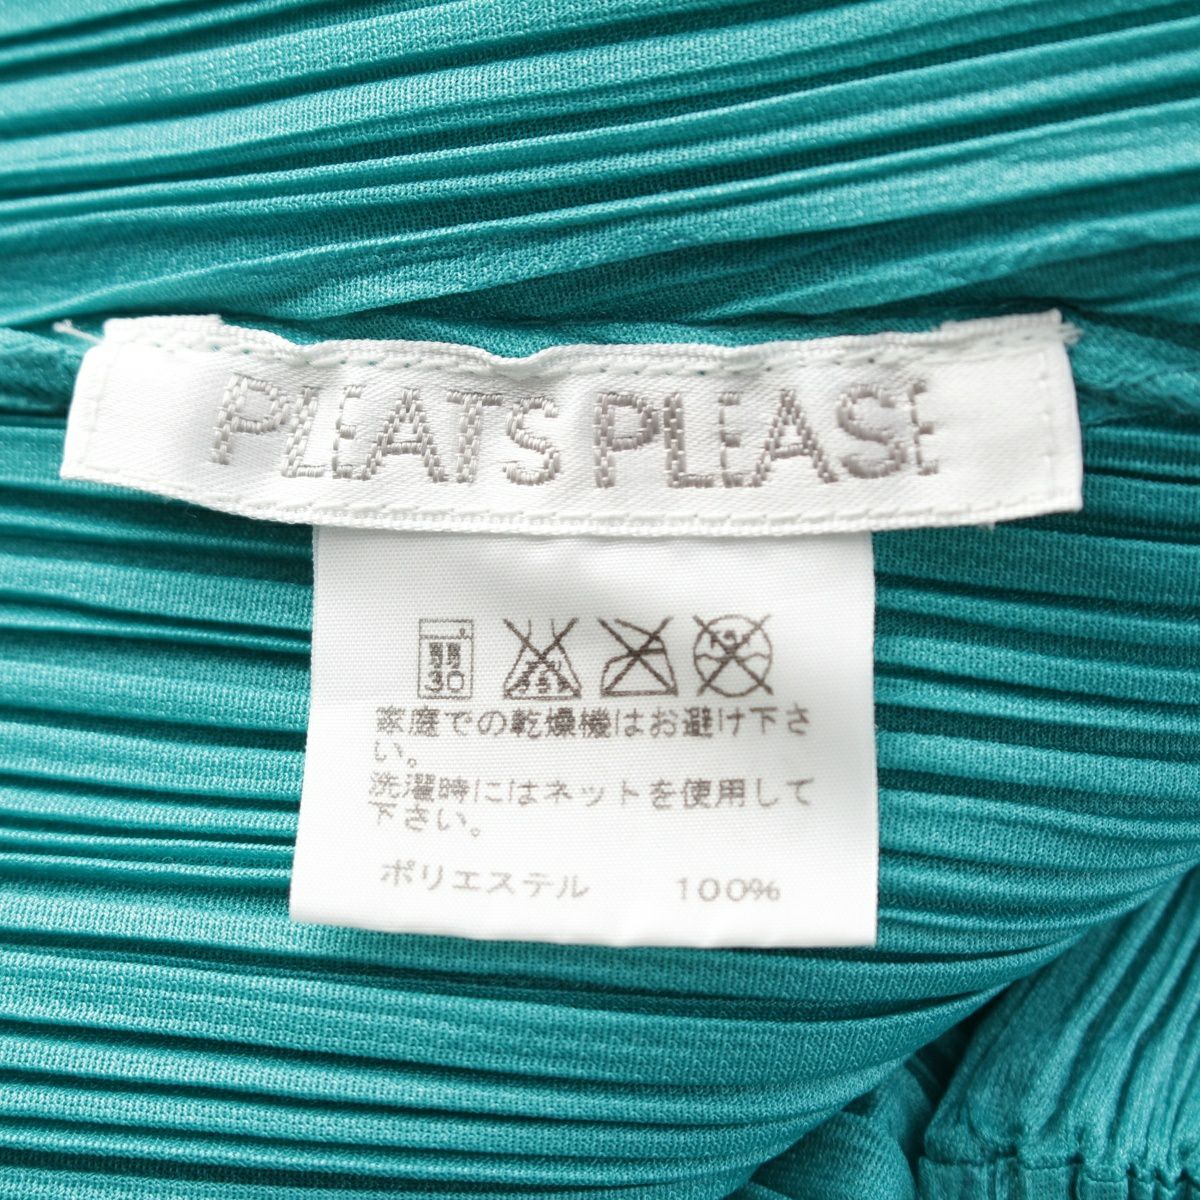 PLEATS PLEASE
30
家庭での乾燥機はお避け下さ
い。
洗濯時にはネットを使用して
下さい。
ポリエステル 100%